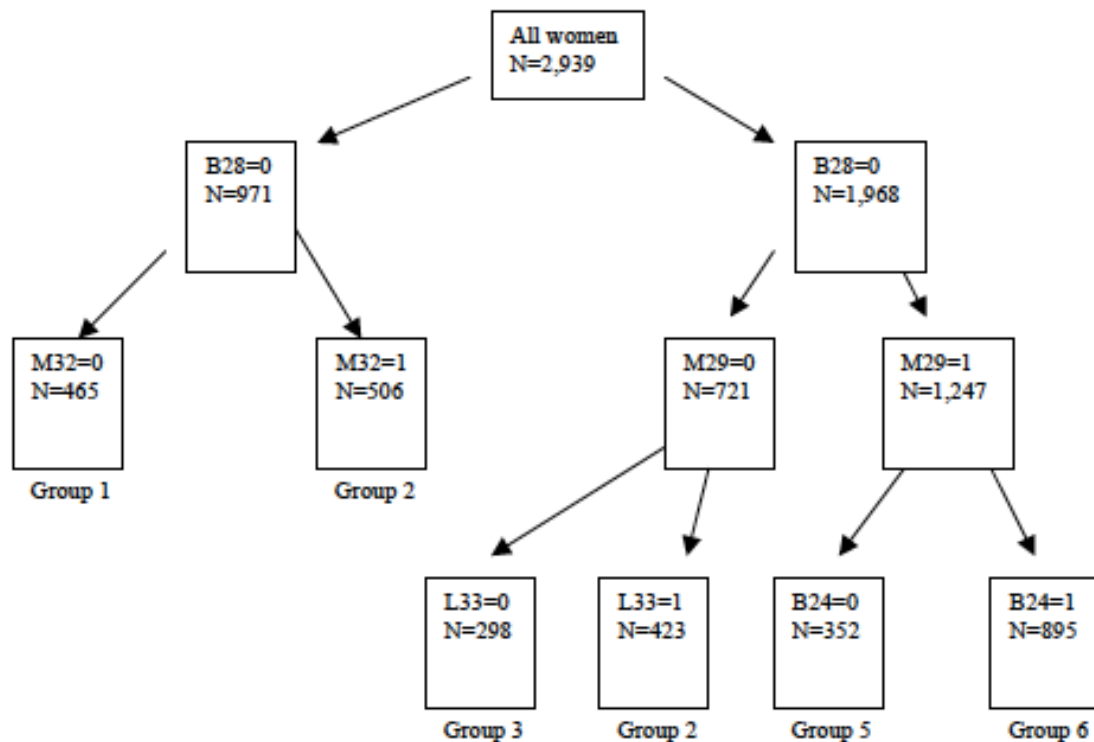 All women
N=2,939
B28=0
N=971
B28=0
N=1,968
M32=0
N=465
M32=1
N=506
M29=0
N=721
M29=1
N=1,247
Group 1
Group 2
L33=0
N=298
L33=1
N=423
B24=0
N=352
B24=1
N=895
Group 3
Group 2
Group 5
Group 6